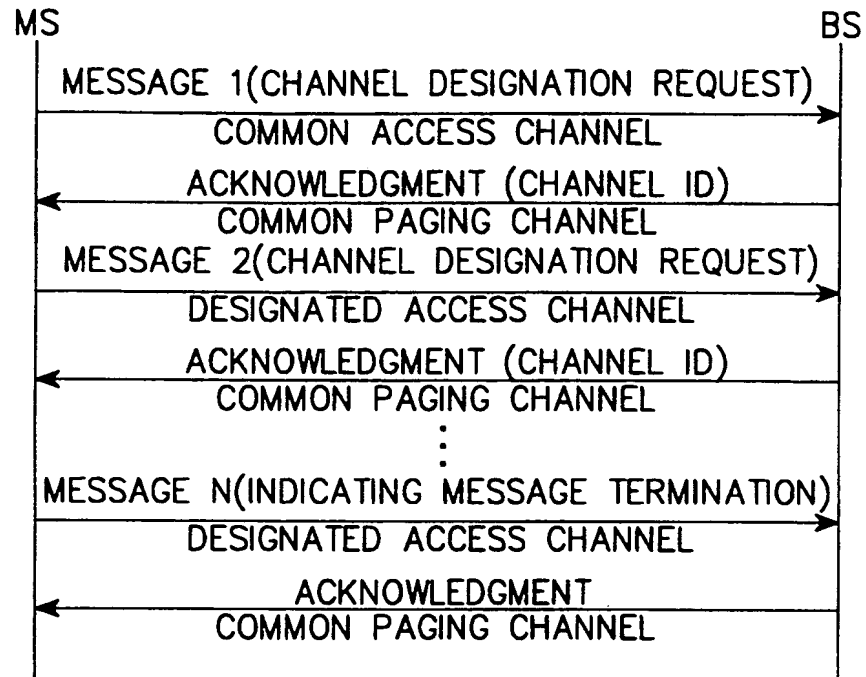 MS BS
MESSAGE 1(CHANNEL DESIGNATION REQUEST)
COMMON ACCESS CHANNEL
ACKNOWLEDGMENT (CHANNEL ID)
COMMON PAGING CHANNEL
MESSAGE 2(CHANNEL DESIGNATION REQUEST)
DESIGNATED ACCESS CHANNEL
ACKNOWLEDGMENT (CHANNEL ID)
COMMON PAGING CHANNEL
MESSAGE N(INDICATING MESSAGE TERMINATION)
DESIGNATED ACCESS CHANNEL
ACKNOWLEDGMENT
COMMON PAGING CHANNEL